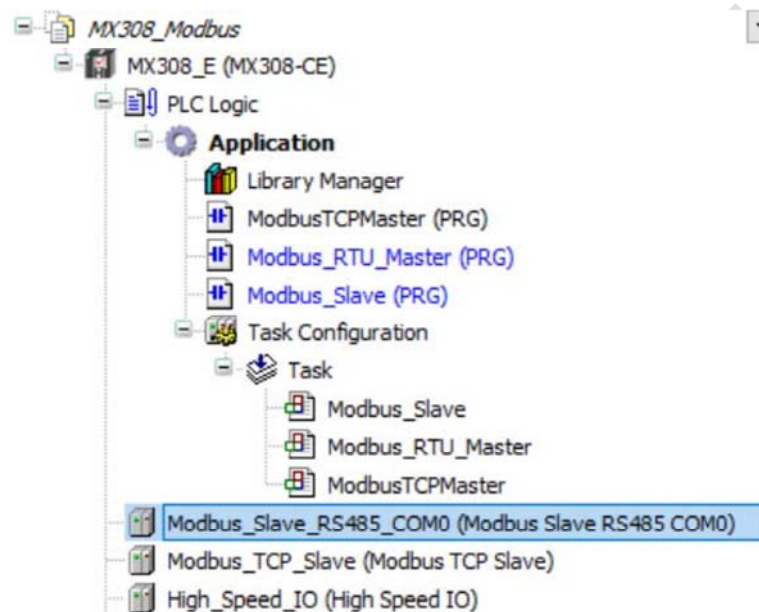 MX308_Modbus
MX308_E (MX308-CE)
PLC Logic
Application
Library Manager
ModbusTCPMaster (PRG)
Modbus_RTU_Master (PRG)
Modbus_Slave (PRG)
Task Configuration
Task
Modbus_Slave
Modbus_RTU_Master
ModbusTCPMaster
Modbus_Slave_RS485_COM0 (Modbus Slave RS485 COM0)
Modbus_TCP_Slave (Modbus TCP Slave)
High_Speed_IO (High Speed IO)